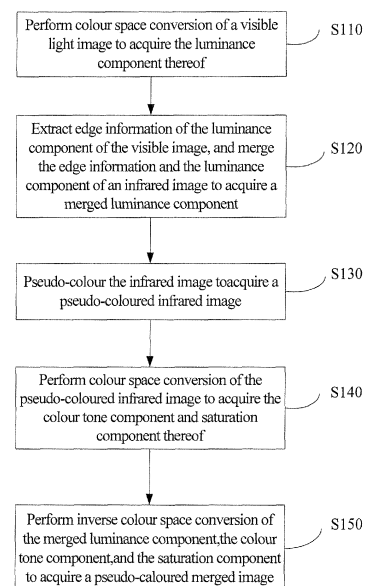 Perform colour space conversion of a visible
light image to acquire the luminance
component thereof
S110
Extract edge information of the luminance
component of the visible image, and merge
the edge information and the luminance
component of an infrared image to acquire a
merged luminance component
S120
Pseudo-colour the infrared image toacquire a
pseudo-coloured infrared image
S130
Perform colour space conversion of the
pseudo-coloured infrared image to acquire the
colour tone component and saturation
component thereof
S140
Perform inverse colour space conversion of
the merged luminance component,the colour
tone component,and the saturation component
to acquire a pseudo-caloured merged image
S150